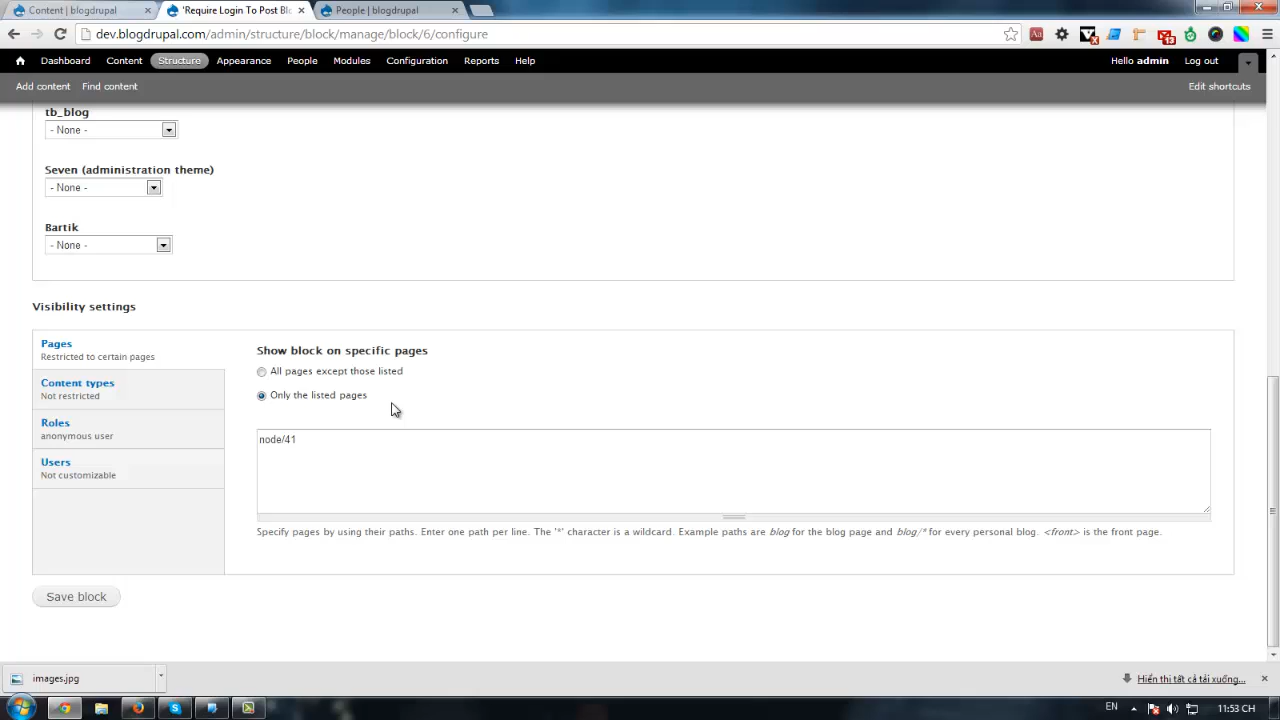 Content | blogdrupal
'Require Login To Post Blo
People | blogdrupal
dev.blogdrupal.com/admin/structure/block/manage/block/6/configure
13
Dashboard Content Structure Appearance People Modules Configuration Reports Help
Hello admin Log out
Add content Find content
Edit shortcuts
tb_blog
- None -
Seven (administration theme)
- None -
Bartik
- None -
Visibility settings
Pages
Restricted to certain pages
Content types
Not restricted
Roles
anonymous user
Users
Not customizable
Show block on specific pages
All pages except those listed
Only the listed pages
node/41
Specify pages by using their paths. Enter one path per line. The '*' character is a wildcard. Example paths are blog for the blog page and blog/* for every personal blog. <front> is the front page.
Save block
images.jpg
Hiển thị tất cả tải xuống...
EN
11:53 CH